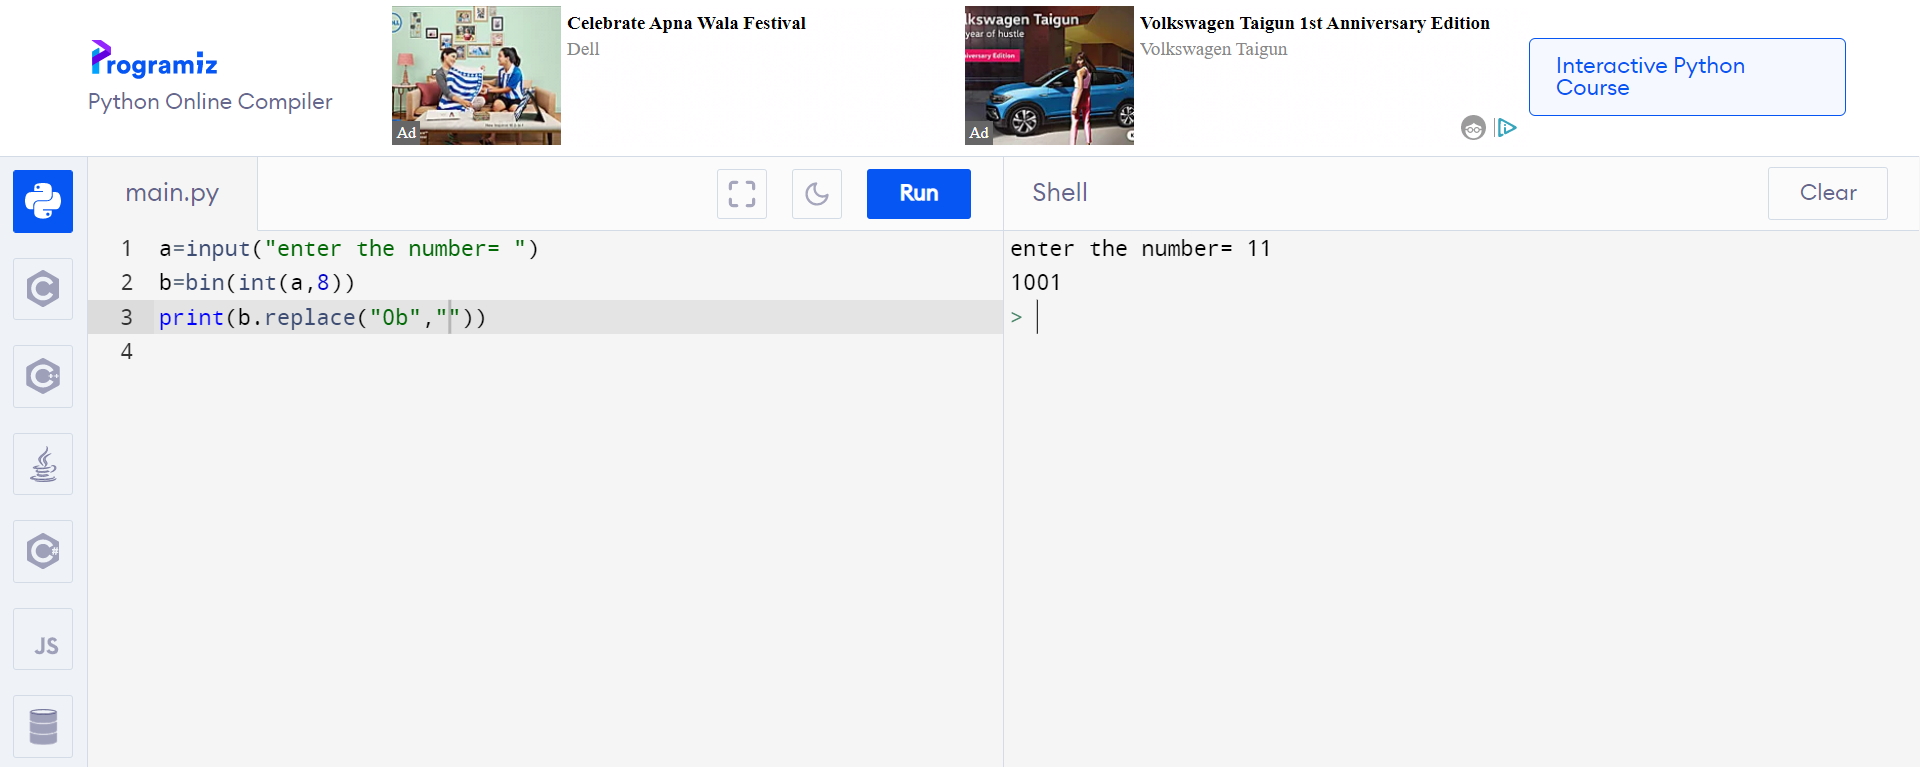 Programiz
Python Online Compiler
Ad
Celebrate Apna Wala Festival
Dell
lkswagen Taigun
year of hustle
iversary Edition
Ad
Volkswagen Taigun 1st Anniversary Edition
Volkswagen Taigun
Interactive Python
Course
main.py
Run
Shell
Clear
1 a=input("enter the number= ")
2 b=bin(int(a,8))
3 print(b.replace("0b",""))
4
enter the number= 11
1001
>
C
C++
C#
JS